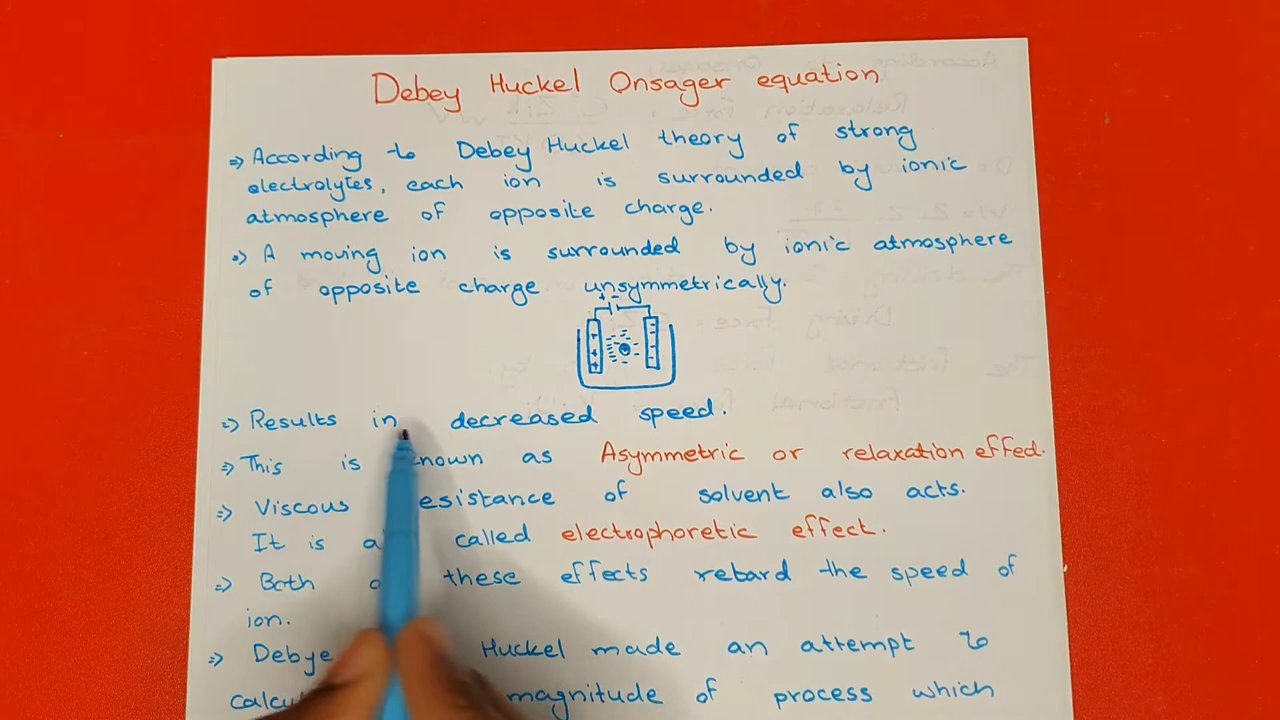 Debey Huckel Onsager equation
⇒ According to Debey Huckel theory of strong
electrolytes, each ion is surrounded by ionic
atmosphere of opposite charge.
⇒ A moving ion is surrounded by ionic atmosphere
of opposite charge unsymmetrically.
⇒ Results in decreased speed.
⇒ This is known as Asymmetric or relaxation effect.
⇒ Viscous resistance of solvent also acts.
It is called electrophoretic effect.
⇒ Both these effects retard the speed of
ion.
⇒ Debye Huckel made an attempt to
magnitude of process which